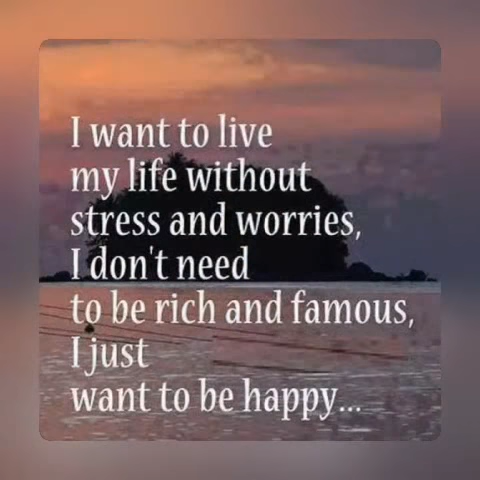 I want to live
my life without
stress and worries,
I don't need
to be rich and famous,
I just
want to be happy...